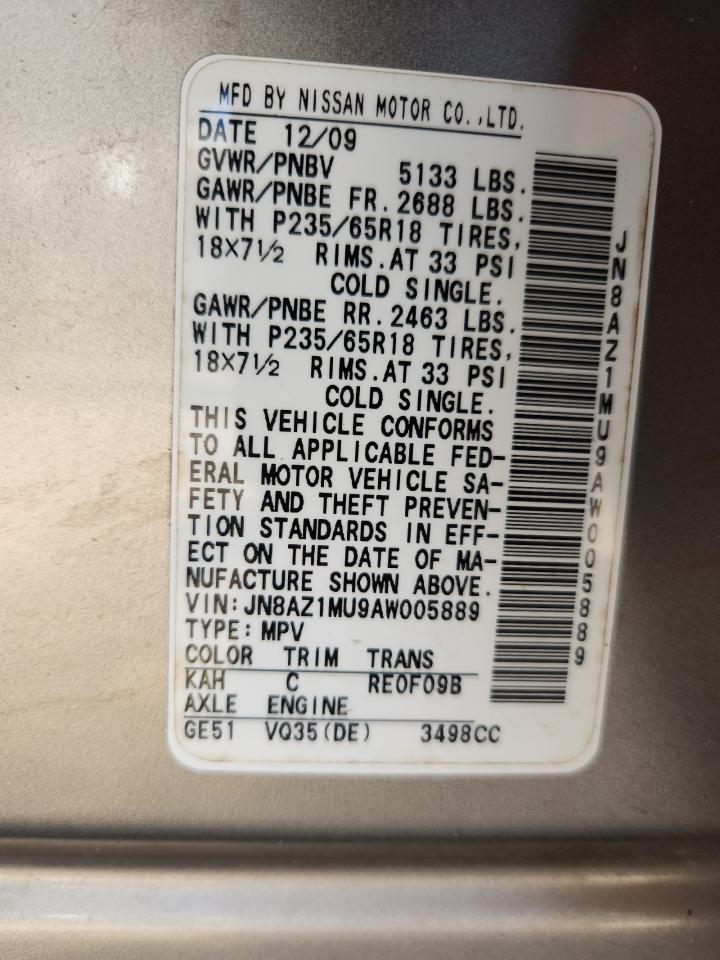 MFD BY NISSAN MOTOR CO.,LTD.
DATE 12/09
GVWR/PNBV 5133 LBS.
GAWR/PNBE FR. 2688 LBS.
WITH P235/65R18 TIRES,
18X7½ RIMS.AT 33 PSI
COLD SINGLE.
GAWR/PNBE RR. 2463 LBS.
WITH P235/65R18 TIRES,
18X7½ RIMS.AT 33 PSI
COLD SINGLE.
THIS VEHICLE CONFORMS
TO ALL APPLICABLE FED-
ERAL MOTOR VEHICLE SA-
FETY AND THEFT PREVEN-
TION STANDARDS IN EFF-
ECT ON THE DATE OF MA-
NUFACTURE SHOWN ABOVE.
VIN:JN8AZ1MU9AW005889
TYPE:MPV
COLOR TRIM TRANS
KAH C RE0F09B
AXLE ENGINE
GE51 VQ35(DE) 3498CC
JN8AZ1MU9AW005889